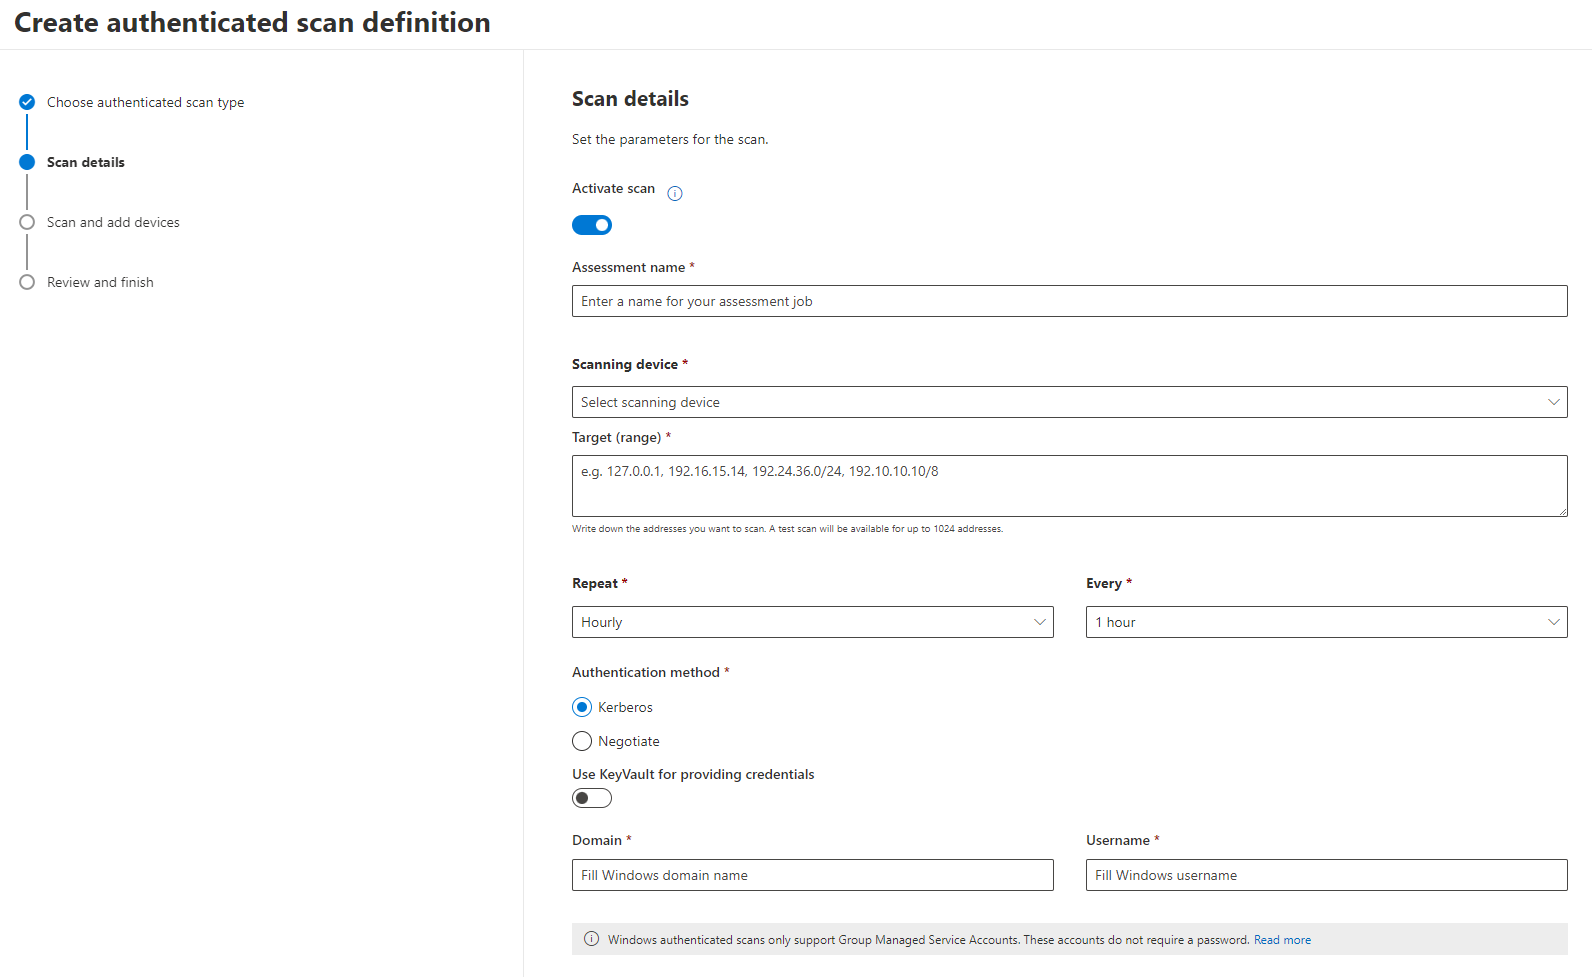 Create authenticated scan definition
Choose authenticated scan type
Scan details
Scan and add devices
Review and finish
Scan details
Set the parameters for the scan.
Activate scan
Assessment name *
Enter a name for your assessment job
Scanning device *
Select scanning device
Target (range) *
e.g. 127.0.0.1, 192.16.15.14, 192.24.36.0/24, 192.10.10.10/8
Write down the addresses you want to scan. A test scan will be available for up to 1024 addresses.
Repeat * Every *
Hourly 1 hour
Authentication method *
Kerberos
Negotiate
Use KeyVault for providing credentials
Domain * Username *
Fill Windows domain name Fill Windows username
Windows authenticated scans only support Group Managed Service Accounts. These accounts do not require a password. Read more